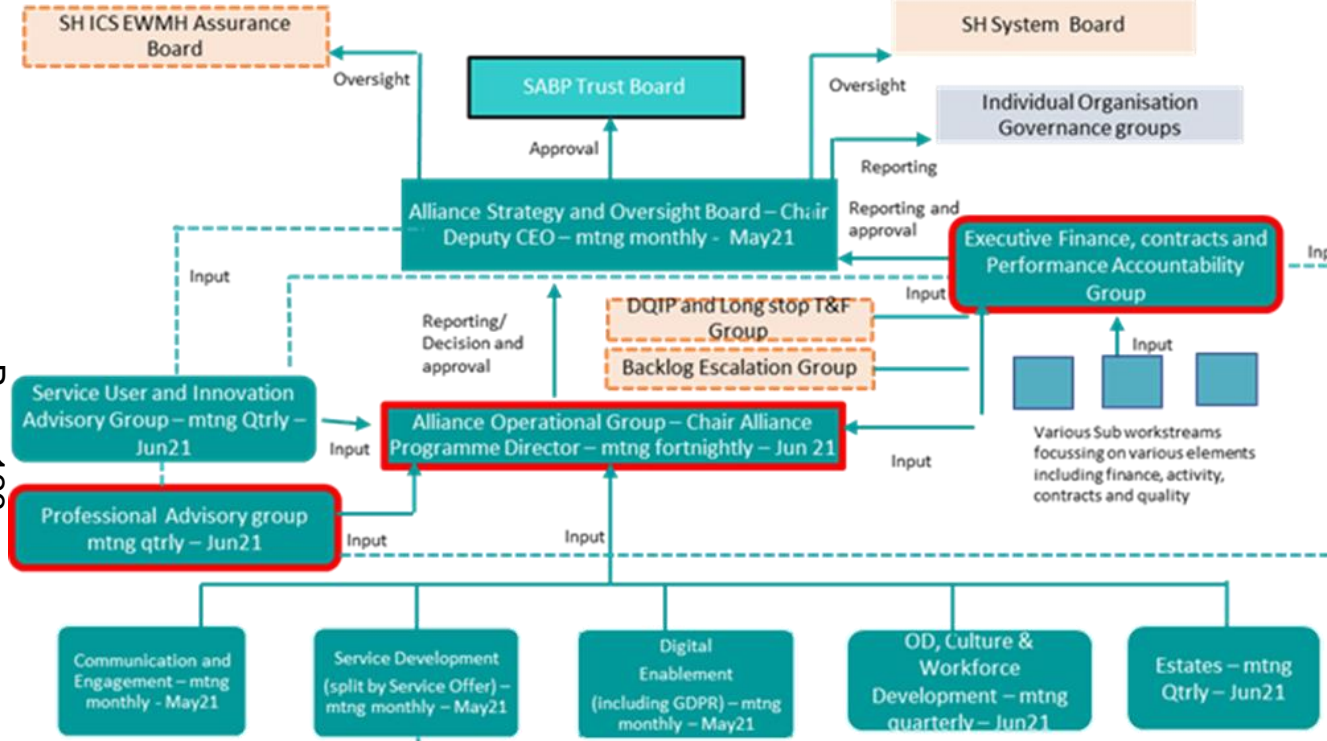 SH ICS EWMH Assurance
Board
SH System Board
Oversight
SABP Trust Board
Oversight
Individual Organisation
Governance groups
Approval
Reporting
Alliance Strategy and Oversight Board – Chair
Deputy CEO – mtng monthly - May21
Reporting and
approval
Executive Finance, contracts and
Performance Accountability
Group
Input
Input
DQIP and Long stop T&F
Group
Reporting/
Decision and
approval
Backlog Escalation Group
Input
Service User and Innovation
Advisory Group – mtng Qtrly –
Jun21
Input
Alliance Operational Group – Chair Alliance
Programme Director – mtng fortnightly – Jun 21
Input
Various Sub workstreams
focussing on various elements
including finance, activity,
contracts and quality
Professional Advisory group
mtng qtrly – Jun21
Input
Input
Communication and
Engagement – mtng
monthly - May21
Service Development
(split by Service Offer) –
mtng monthly – May21
Digital
Enablement
(including GDPR) – mtng
monthly – May21
OD, Culture &
Workforce
Development – mtng
quarterly – Jun21
Estates – mtng
Qtrly – Jun21